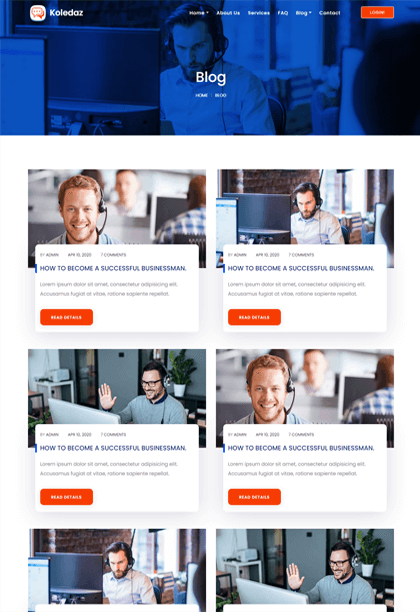 Koledaz
Home About Us Services FAQ Blog Contact
LOGIN
Blog
HOME BLOG
BY ADMIN APR 10, 2020 7 COMMENTS
HOW TO BECOME A SUCCESSFUL BUSINESSMAN.
Lorem ipsum dolor sit amet, consectetur adipisicing elit.
Accusamus fugiat at vitae, ratione sapiente repellat.
READ DETAILS
BY ADMIN APR 10, 2020 7 COMMENTS
HOW TO BECOME A SUCCESSFUL BUSINESSMAN.
Lorem ipsum dolor sit amet, consectetur adipisicing elit.
Accusamus fugiat at vitae, ratione sapiente repellat.
READ DETAILS
BY ADMIN APR 10, 2020 7 COMMENTS
HOW TO BECOME A SUCCESSFUL BUSINESSMAN.
Lorem ipsum dolor sit amet, consectetur adipisicing elit.
Accusamus fugiat at vitae, ratione sapiente repellat.
READ DETAILS
BY ADMIN APR 10, 2020 7 COMMENTS
HOW TO BECOME A SUCCESSFUL BUSINESSMAN.
Lorem ipsum dolor sit amet, consectetur adipisicing elit.
Accusamus fugiat at vitae, ratione sapiente repellat.
READ DETAILS